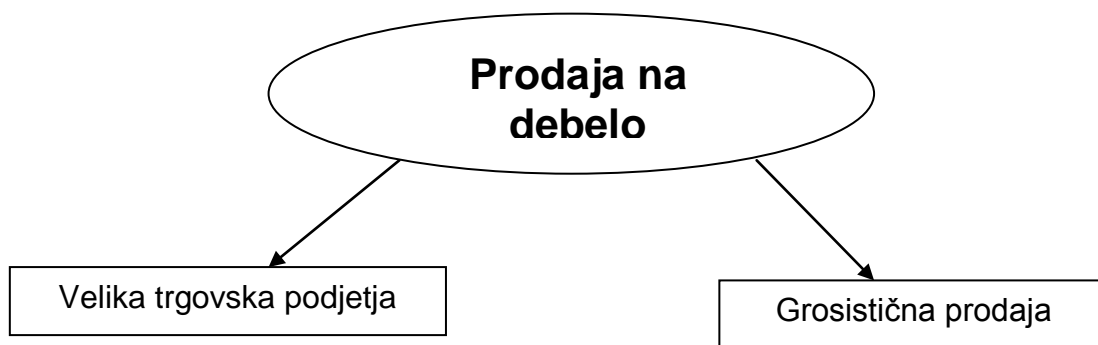 Prodaja na
debelo
Velika trgovska podjetja
Grosistična prodaja